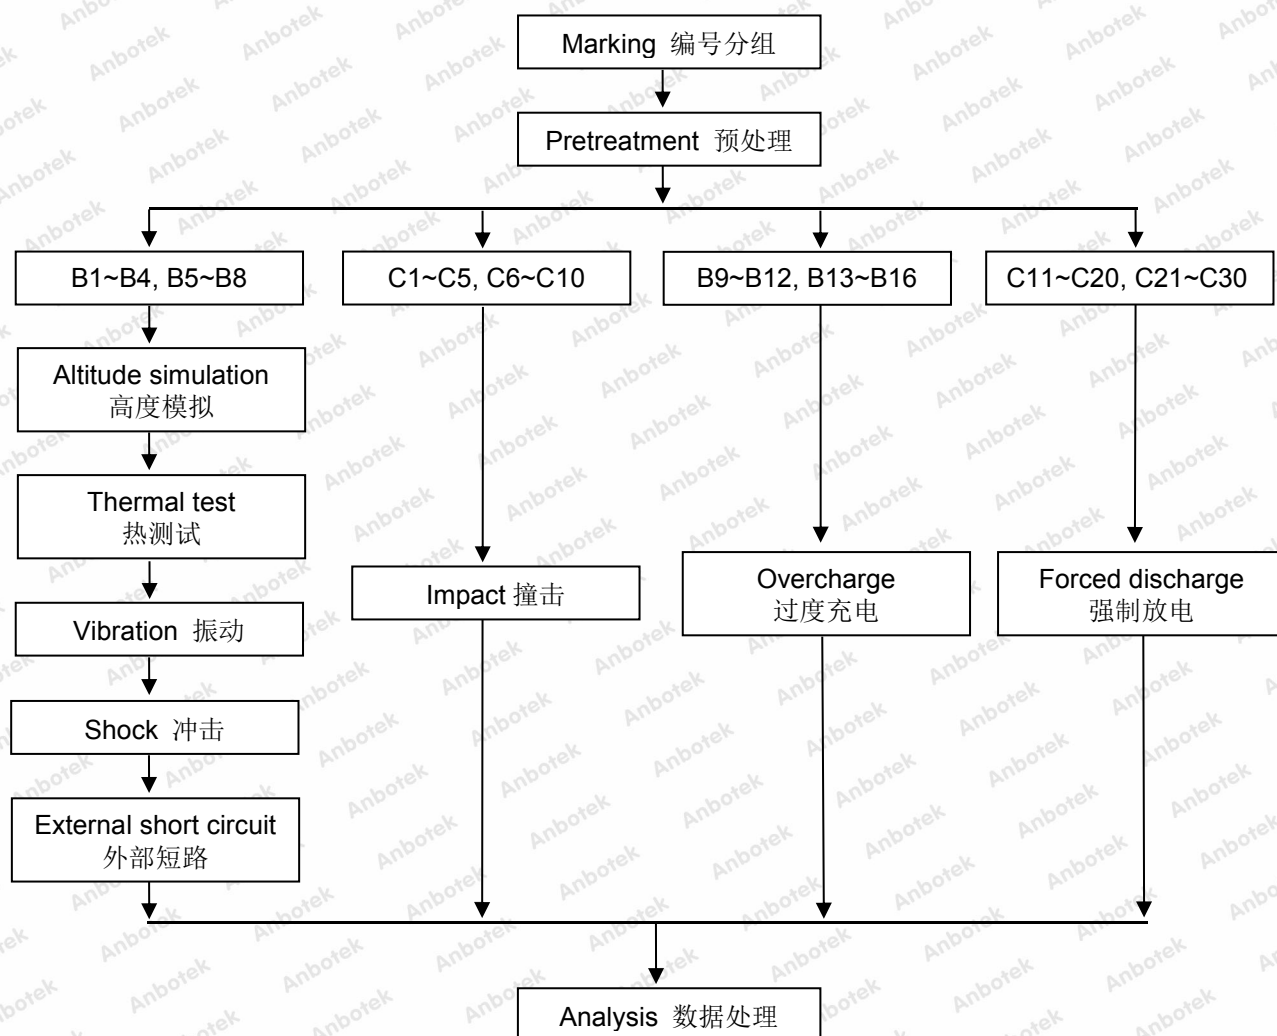 Marking 编号分组
Pretreatment 预处理
B1~B4, B5~B8
C1~C5, C6~C10
B9~B12, B13~B16
C11~C20, C21~C30
Altitude simulation
高度模拟
Thermal test
热测试
Vibration 振动
Shock 冲击
External short circuit
外部短路
Impact 撞击
Overcharge
过度充电
Forced discharge
强制放电
Analysis 数据处理
Anbotek